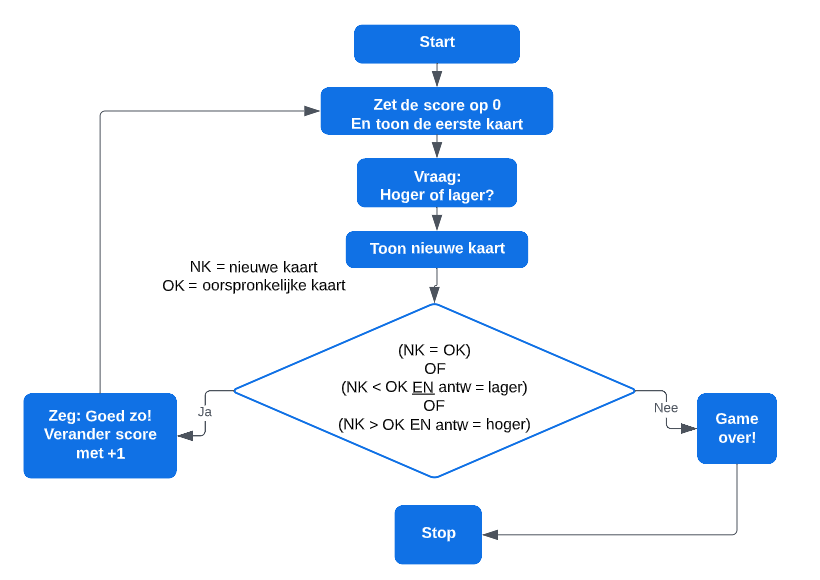 Start
Zet de score op 0
En toon de eerste kaart
Vraag:
Hoger of lager?
Toon nieuwe kaart
NK = nieuwe kaart
OK = oorspronkelijke kaart
(NK = OK)
OF
(NK < OK EN antw = lager)
OF
(NK > OK EN antw = hoger)
Ja
Nee
Zeg: Goed zo!
Verander score
met +1
Game
over!
Stop